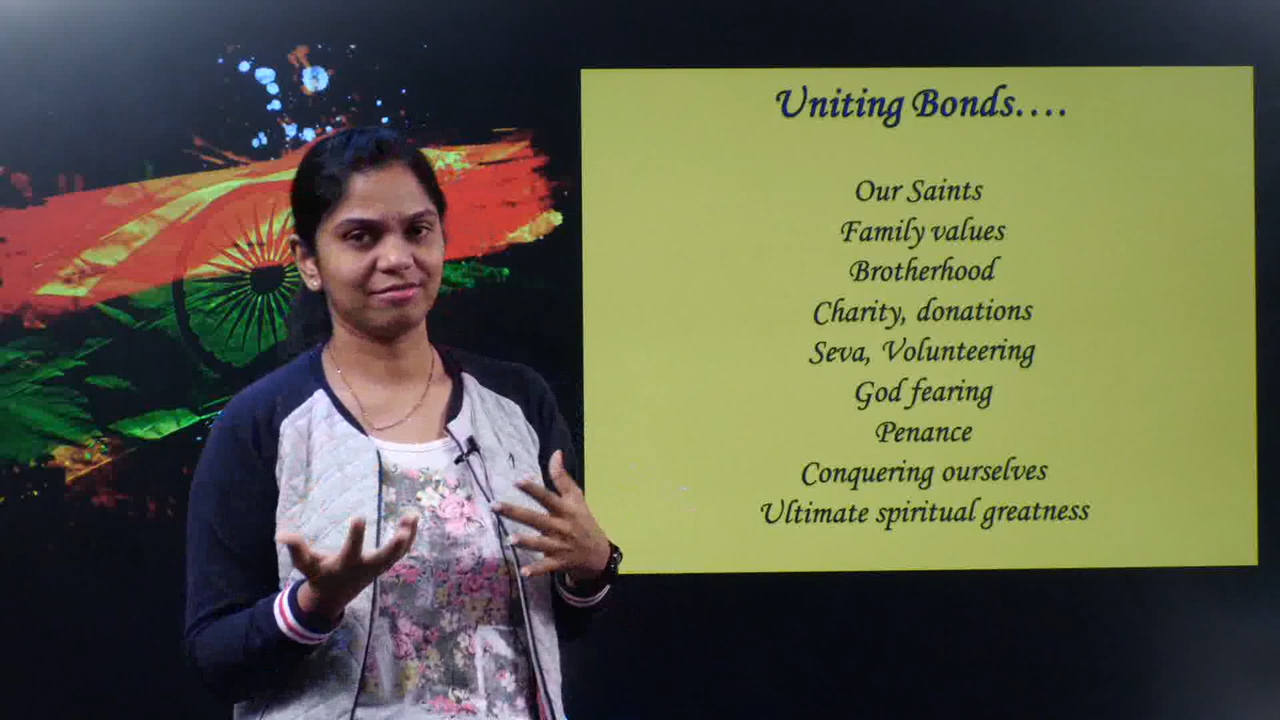 Uniting Bonds....
Our Saints
Family values
Brotherhood
Charity, donations
Seva, Volunteering
God fearing
Penance
Conquering ourselves
Ultimate spiritual greatness